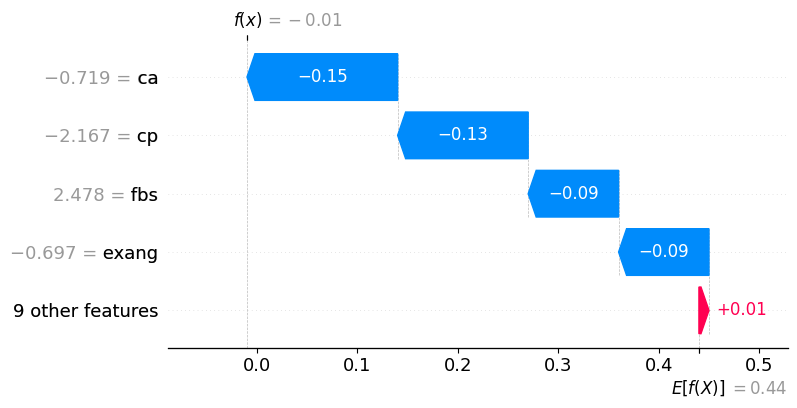 f(x) = −0.01
−0.719 = ca
−0.15
−2.167 = cp
−0.13
2.478 = fbs
−0.09
−0.697 = exang
−0.09
9 other features
+0.01
0.0 0.1 0.2 0.3 0.4 0.5
E[f(X)] = 0.44